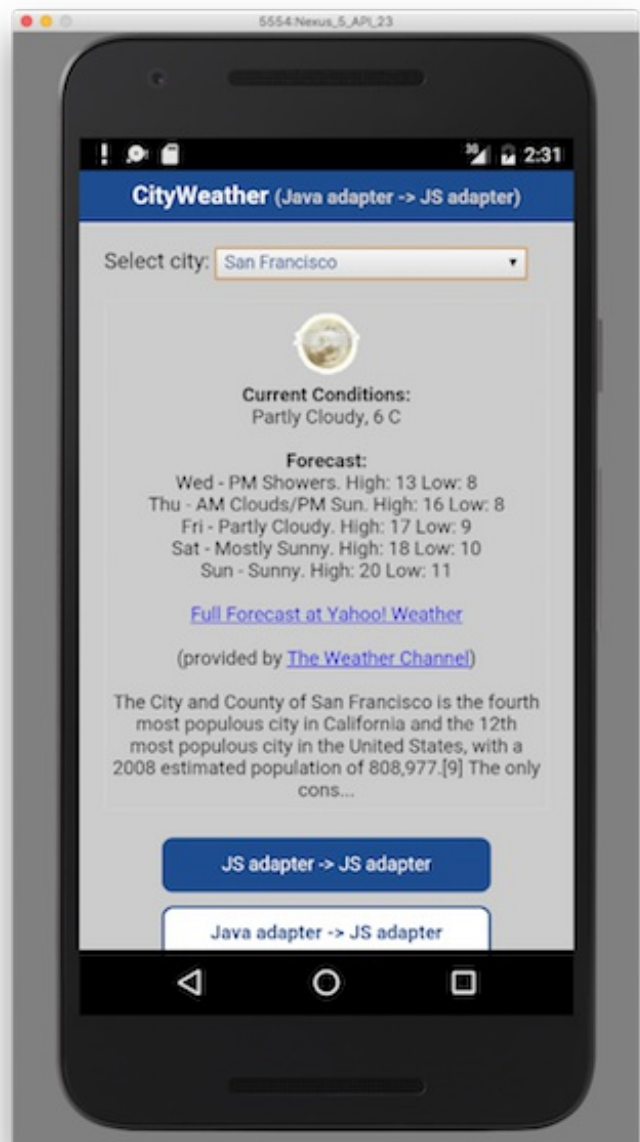 5554:Nexus_5_API_23
3G
2:31
CityWeather (Java adapter -> JS adapter)
Select city: San Francisco
Current Conditions:
Partly Cloudy, 6 C
Forecast:
Wed - PM Showers. High: 13 Low: 8
Thu - AM Clouds/PM Sun. High: 16 Low: 8
Fri - Partly Cloudy. High: 17 Low: 9
Sat - Mostly Sunny. High: 18 Low: 10
Sun - Sunny. High: 20 Low: 11
Full Forecast at Yahoo! Weather
(provided by The Weather Channel)
The City and County of San Francisco is the fourth
most populous city in California and the 12th
most populous city in the United States, with a
2008 estimated population of 808,977.[9] The only
cons...
JS adapter -> JS adapter
Java adapter -> JS adapter